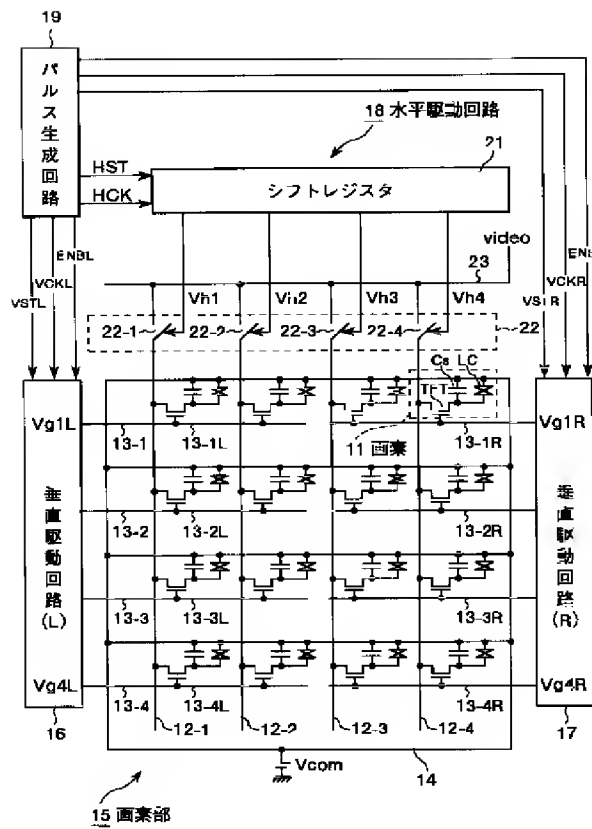 19
パルス生成回路
18 水平駆動回路
21
HST
HCK
シフトレジスタ
VSTL
VCKL
ENBL
video
23
VSTR
VCKR
Vh1
Vh2
Vh3
Vh4
22-1
22-2
22-3
22-4
22
Cs LC
TFT
Vg1L
13-1
13-1L
11 画素
13-1R
Vg1R
垂直駆動回路(L)
13-2
13-2L
13-2R
垂直駆動回路(R)
13-3
13-3L
13-3R
Vg4L
13-4
13-4L
13-4R
Vg4R
16
12-1
12-2
12-3
12-4
17
Vcom
14
15 画素部